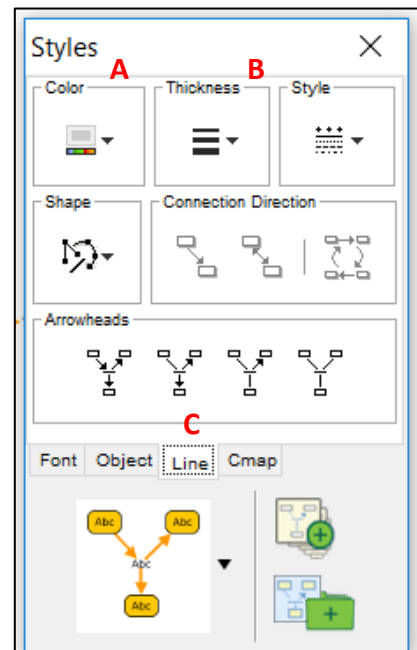 Styles
A B
Color Thickness Style
Shape Connection Direction
Arrowheads
C
Font Object Line Cmap
Abc Abc
Abc
Abc